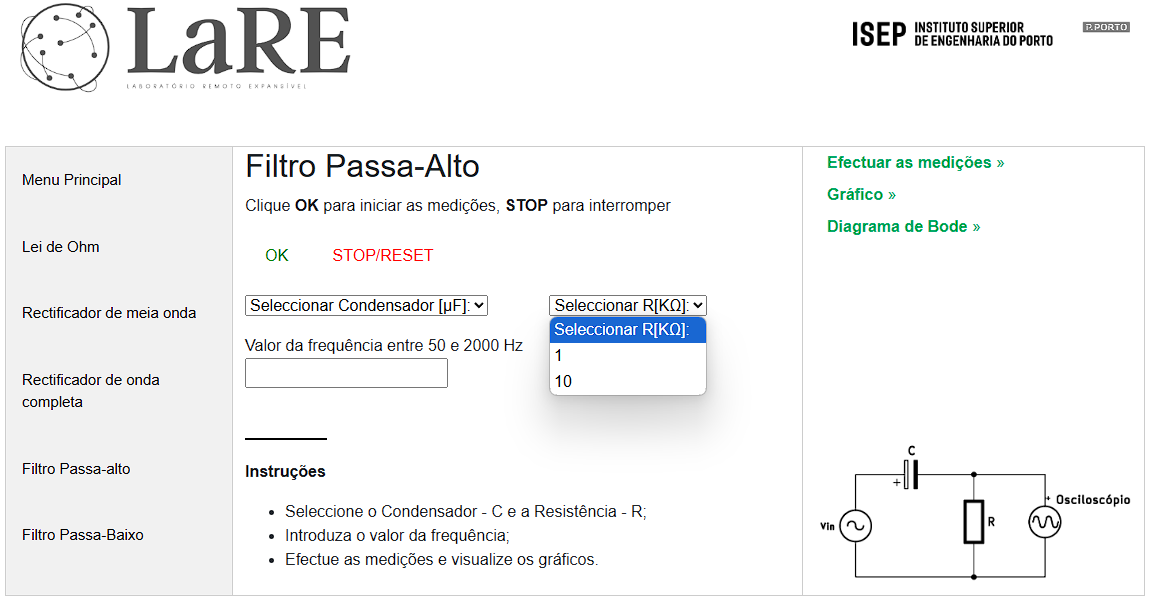 LaRE
LABORATÓRIO REMOTO EXPANSÍVEL
ISEP INSTITUTO SUPERIOR
DE ENGENHARIA DO PORTO
P.PORTO
Menu Principal
Lei de Ohm
Rectificador de meia onda
Rectificador de onda
completa
Filtro Passa-alto
Filtro Passa-Baixo
Filtro Passa-Alto
Clique OK para iniciar as medições, STOP para interromper
OK STOP/RESET
Seleccionar Condensador [µF]: Seleccionar R[KΩ]:
Seleccionar R[KΩ]:
1
10
Valor da frequência entre 50 e 2000 Hz
Instruções
• Seleccione o Condensador - C e a Resistência - R;
• Introduza o valor da frequência;
• Efectue as medições e visualize os gráficos.
Efectuar as medições »
Gráfico »
Diagrama de Bode »
C
+
+ Osciloscópio
Vin
R